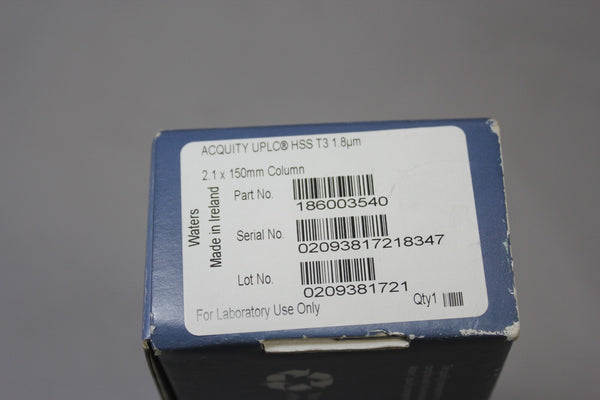 ACQUITY UPLC® HSS T3 1.8µm
2.1 x 150mm Column
Waters
Made in Ireland
Part No.
186003540
Serial No.
02093817218347
Lot No.
0209381721
Qty1
For Laboratory Use Only